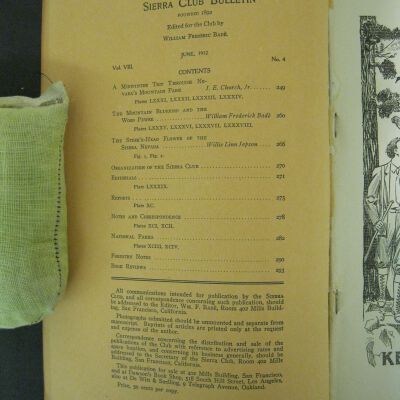 SIERRA CLUB BULLETIN
FOUNDED 1892
Edited for the Club by
WILLIAM FREDERIC BADÈ.
JUNE, 1912
Vol. VIII. No. 4
CONTENTS
A MIDWINTER TRIP THROUGH NE-
VADA'S MOUNTAIN PASS J. E. Church, Jr. 249
Plates LXXXI, LXXXII, LXXXIII, LXXXIV.
THE MOUNTAIN BLUEBIRD AND THE
WOOD PEWEE William Frederick Badè 260
Plates LXXXV, LXXXVI, LXXXVII, LXXXVIII.
THE STEER'S-HEAD FLOWER OF THE
SIERRA NEVADA Willis Linn Jepson 266
Fig. 1, Fig. 2.
ORGANIZATION OF THE SIERRA CLUB 270
EDITORIALS 271
Plate LXXXIX.
REPORTS 275
Plate XC.
NOTES AND CORRESPONDENCE 278
Plates XCI, XCII.
NATIONAL PARKS 282
Plates XCIII, XCIV.
FORESTRY NOTES 290
BOOK REVIEWS 293
All communications intended for publication by the SIERRA
CLUB, and all correspondence concerning such publication, should
be addressed to the Editor, Wm. F. Badè, Room 402 Mills Build-
ing, San Francisco, California.
Photographs submitted should be unmounted and separate from
manuscript. Reprints of articles are printed only at the request
and expense of the author.
Correspondence concerning the distribution and sale of the
publications of the Club with reference to advertising rates and
space therein, and concerning its business generally, should be
addressed to the Secretary of the Sierra Club, Room 402 Mills
Building, San Francisco, California.
This publication for sale at 402 Mills Building, San Francisco,
and at Dawson's Book Shop, 518 South Hill Street, Los Angeles,
also at De Witt & Snelling, 9 Telegraph Avenue, Oakland.
Price, 50 cents per copy.
KE